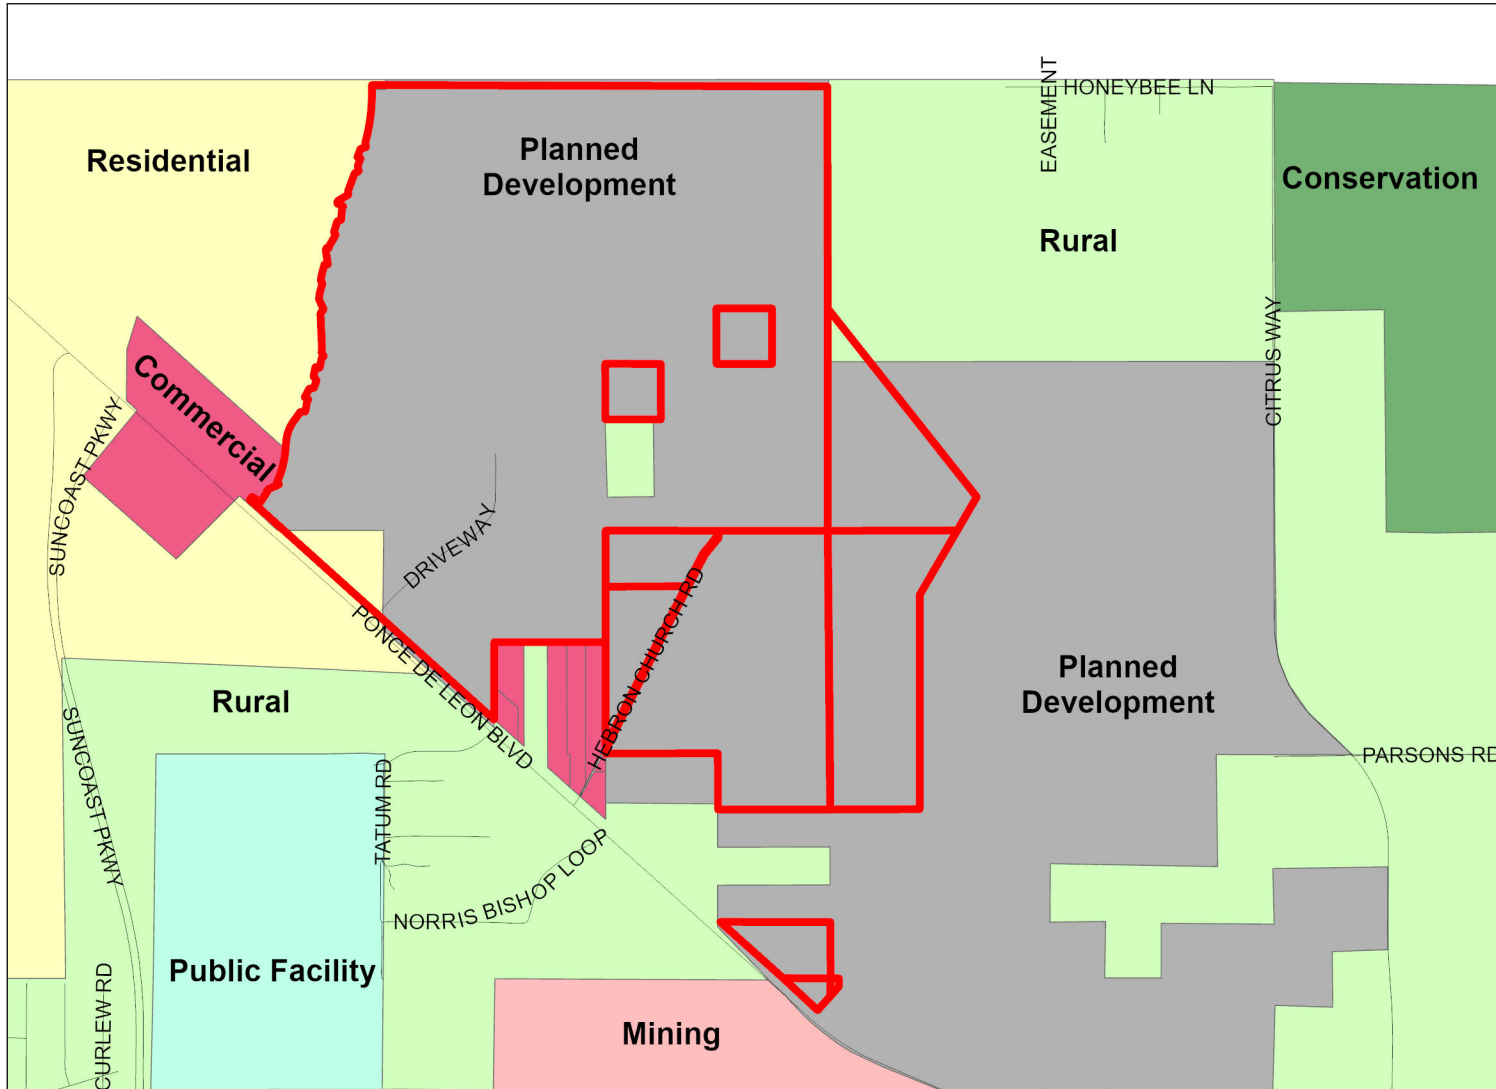 EASEMENT
HONEYBEE LN
Residential
Planned
Development
Conservation
Rural
CITRUS WAY
Commercial
SUNCOAST PKWY
DRIVEWAY
PONCE DE LEON BLVD
HEBRON CHURCH RD
Planned
Development
Rural
SUNCOAST PKWY
PARSONS RD
TATUM RD
NORRIS BISHOP LOOP
Public Facility
CURLEW RD
Mining